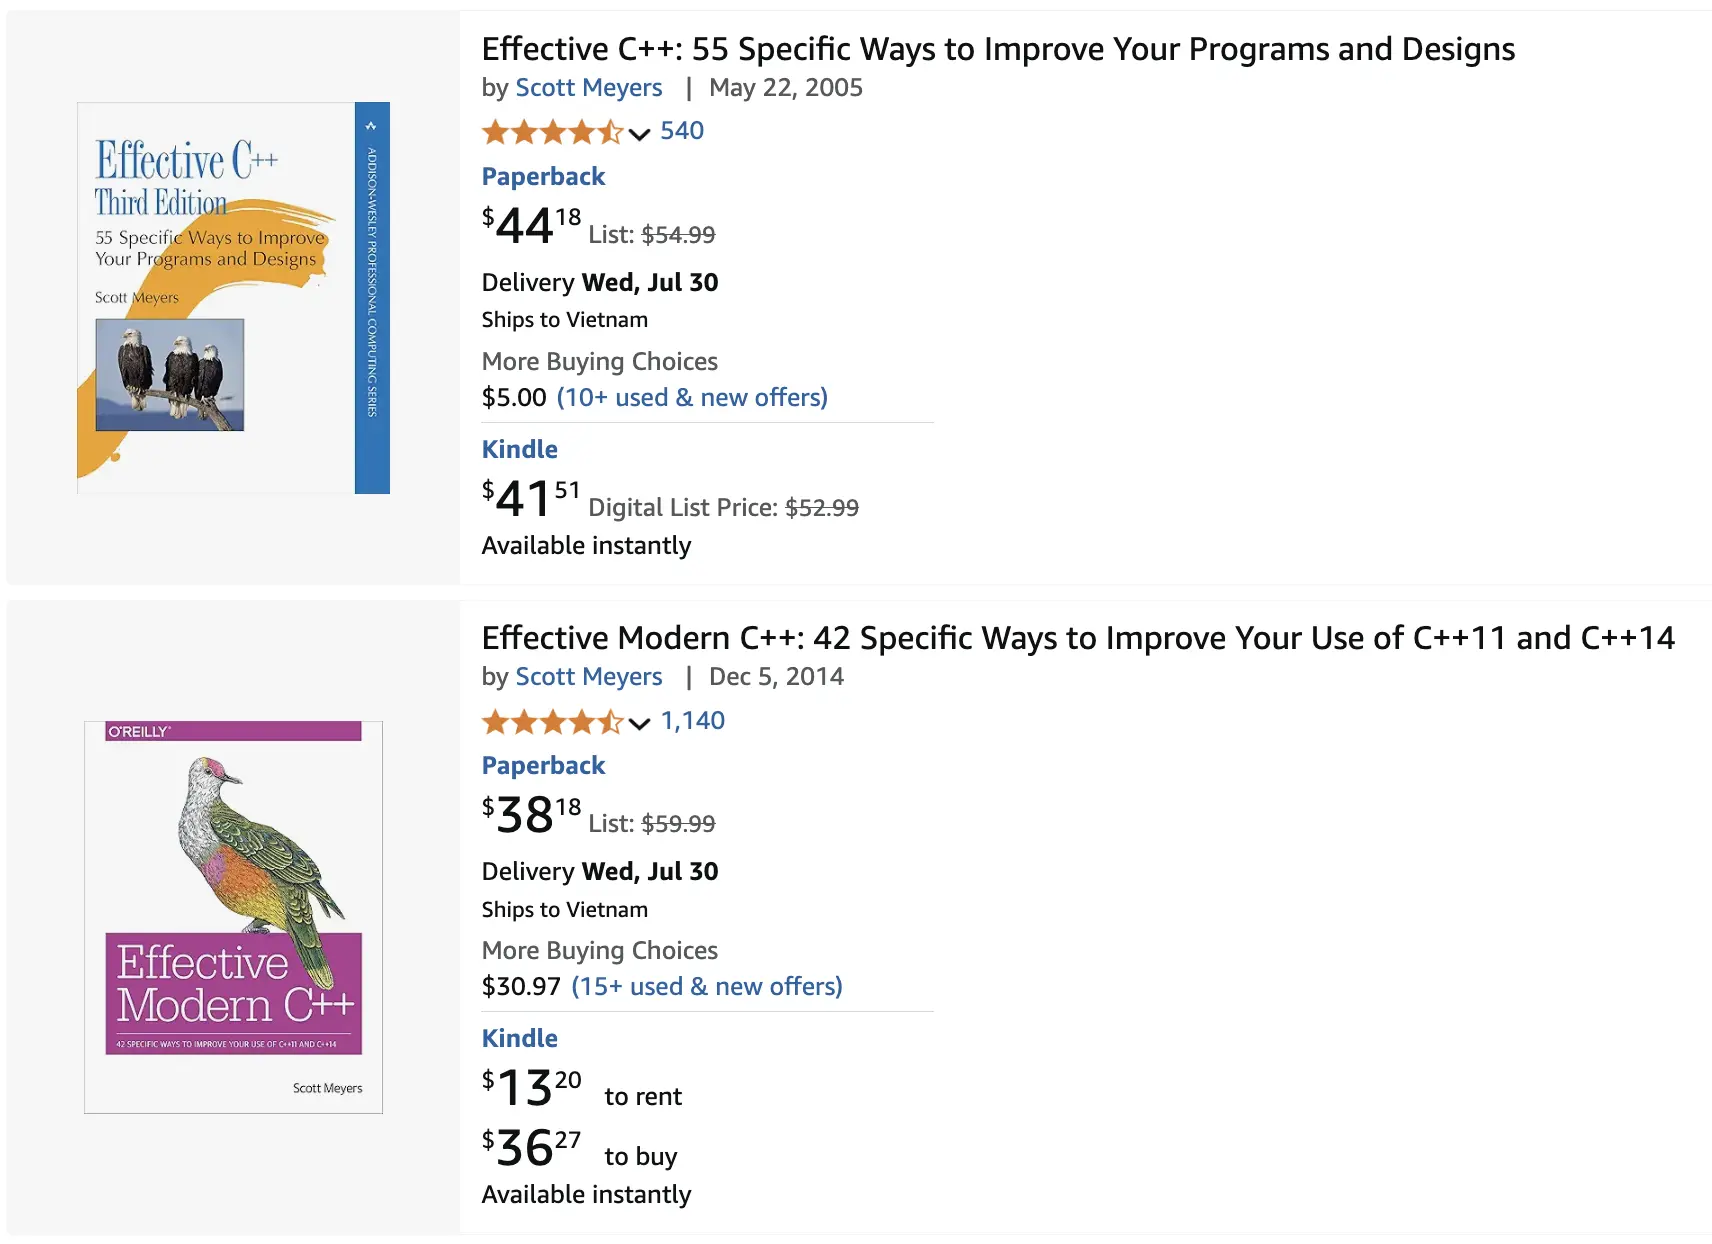 Effective C++
Third Edition
55 Specific Ways to Improve
Your Programs and Designs
Scott Meyers
ADDISON-WESLEY PROFESSIONAL COMPUTING SERIES
Effective C++: 55 Specific Ways to Improve Your Programs and Designs
by Scott Meyers | May 22, 2005
540
Paperback
$44.18 List: $54.99
Delivery Wed, Jul 30
Ships to Vietnam
More Buying Choices
$5.00 (10+ used & new offers)
Kindle
$41.51 Digital List Price: $52.99
Available instantly
O'REILLY®
Effective
Modern C++
42 SPECIFIC WAYS TO IMPROVE YOUR USE OF C++11 AND C++14
Scott Meyers
Effective Modern C++: 42 Specific Ways to Improve Your Use of C++11 and C++14
by Scott Meyers | Dec 5, 2014
1,140
Paperback
$38.18 List: $59.99
Delivery Wed, Jul 30
Ships to Vietnam
More Buying Choices
$30.97 (15+ used & new offers)
Kindle
$13.20 to rent
$36.27 to buy
Available instantly